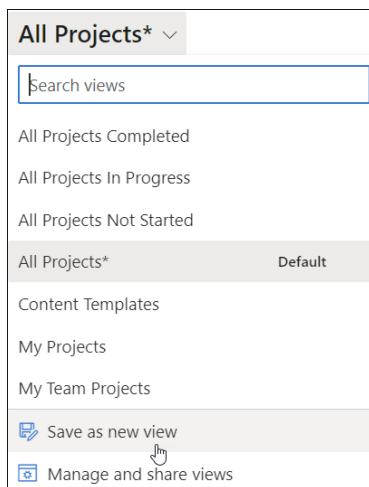 All Projects*
Search views
All Projects Completed
All Projects In Progress
All Projects Not Started
All Projects* Default
Content Templates
My Projects
My Team Projects
Save as new view
Manage and share views